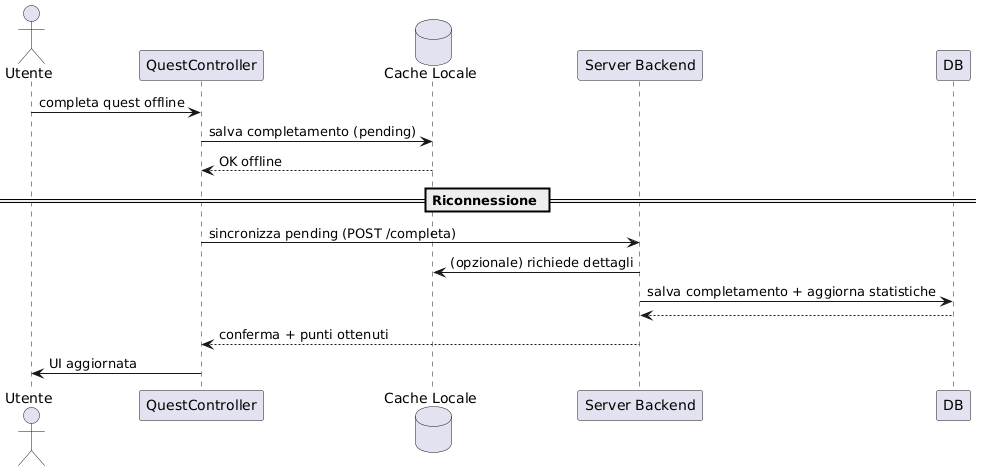 Utente
QuestController
Cache Locale
Server Backend
DB
completa quest offline
salva completamento (pending)
OK offline
Riconnessione
sincronizza pending (POST /completa)
(opzionale) richiede dettagli
salva completamento + aggiorna statistiche
conferma + punti ottenuti
UI aggiornata
Utente
QuestController
Cache Locale
Server Backend
DB